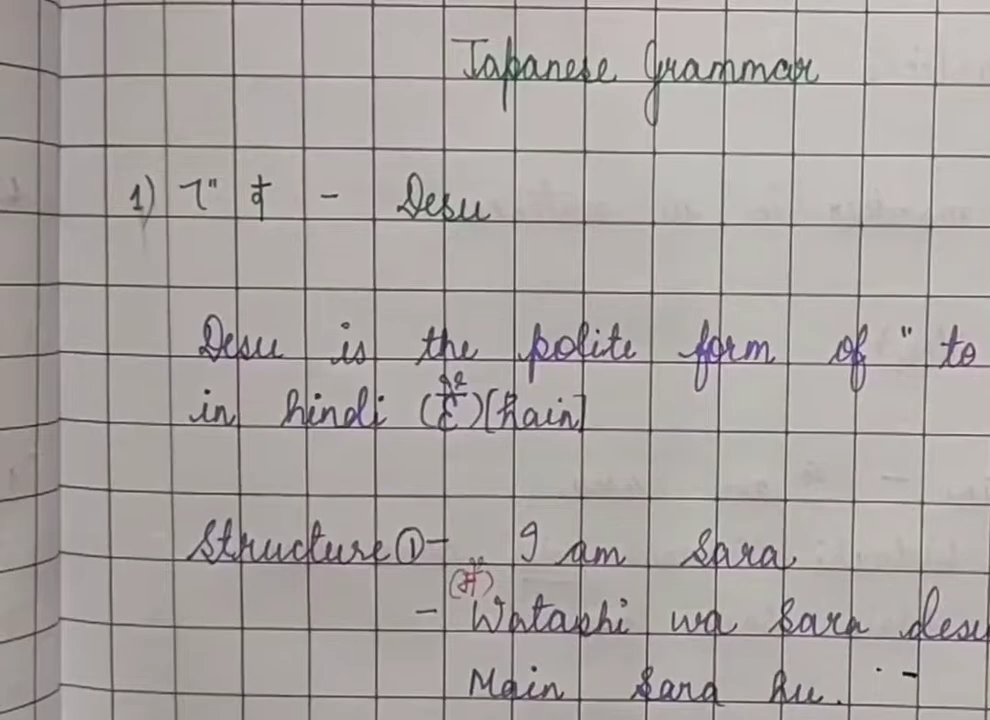 Japanese Grammar
1) です - Desu
Desu is the polite form of " to
in hindi (है) [hain]
Structure ① - I am Sara
(मैं)
- Watashi wa Sara desu
Main Sara hu. -